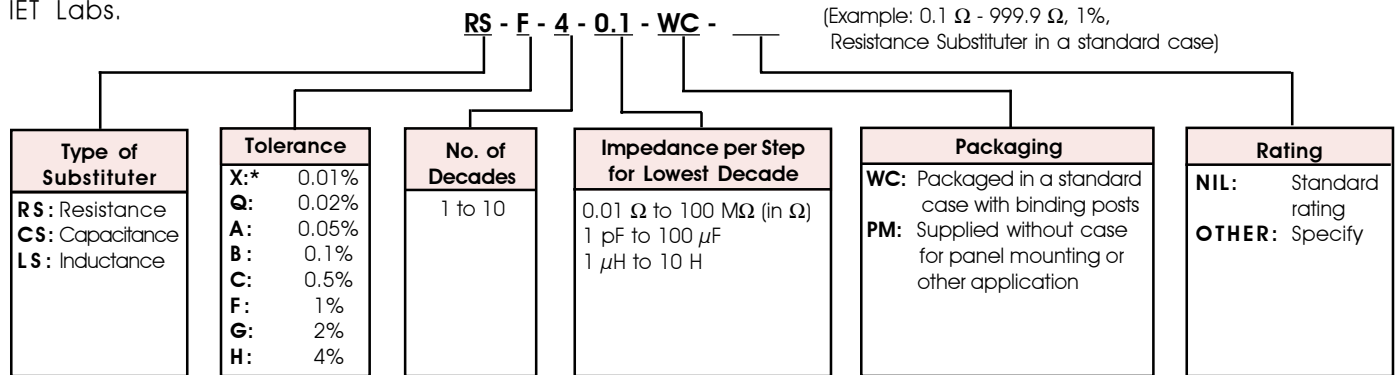 IET Labs.
RS - F - 4 - 0.1 - WC - ____
(Example: 0.1 Ω - 999.9 Ω, 1%,
Resistance Substituter in a standard case)
Type of
Substituter
RS: Resistance
CS: Capacitance
LS: Inductance
Tolerance
X:* 0.01%
Q: 0.02%
A: 0.05%
B: 0.1%
C: 0.5%
F: 1%
G: 2%
H: 4%
No. of
Decades
1 to 10
Impedance per Step
for Lowest Decade
0.01 Ω to 100 MΩ (in Ω)
1 pF to 100 μF
1 μH to 10 H
Packaging
WC: Packaged in a standard
case with binding posts
PM: Supplied without case
for panel mounting or
other application
Rating
NIL: Standard
rating
OTHER: Specify